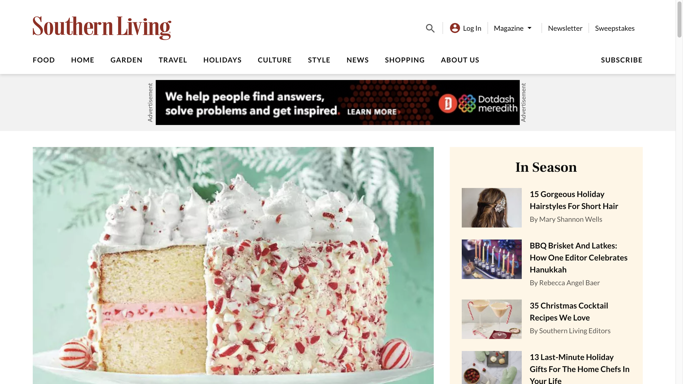 Southern Living
Log In
Magazine
Newsletter
Sweepstakes
FOOD
HOME
GARDEN
TRAVEL
HOLIDAYS
CULTURE
STYLE
NEWS
SHOPPING
ABOUT US
SUBSCRIBE
Advertisement
We help people find answers,
solve problems and get inspired.
LEARN MORE
D
Dotdash
meredith
Advertisement
In Season
15 Gorgeous Holiday
Hairstyles For Short Hair
By Mary Shannon Wells
BBQ Brisket And Latkes:
How One Editor Celebrates
Hanukkah
By Rebecca Angel Baer
35 Christmas Cocktail
Recipes We Love
By Southern Living Editors
13 Last-Minute Holiday
Gifts For The Home Chefs In
Your Life